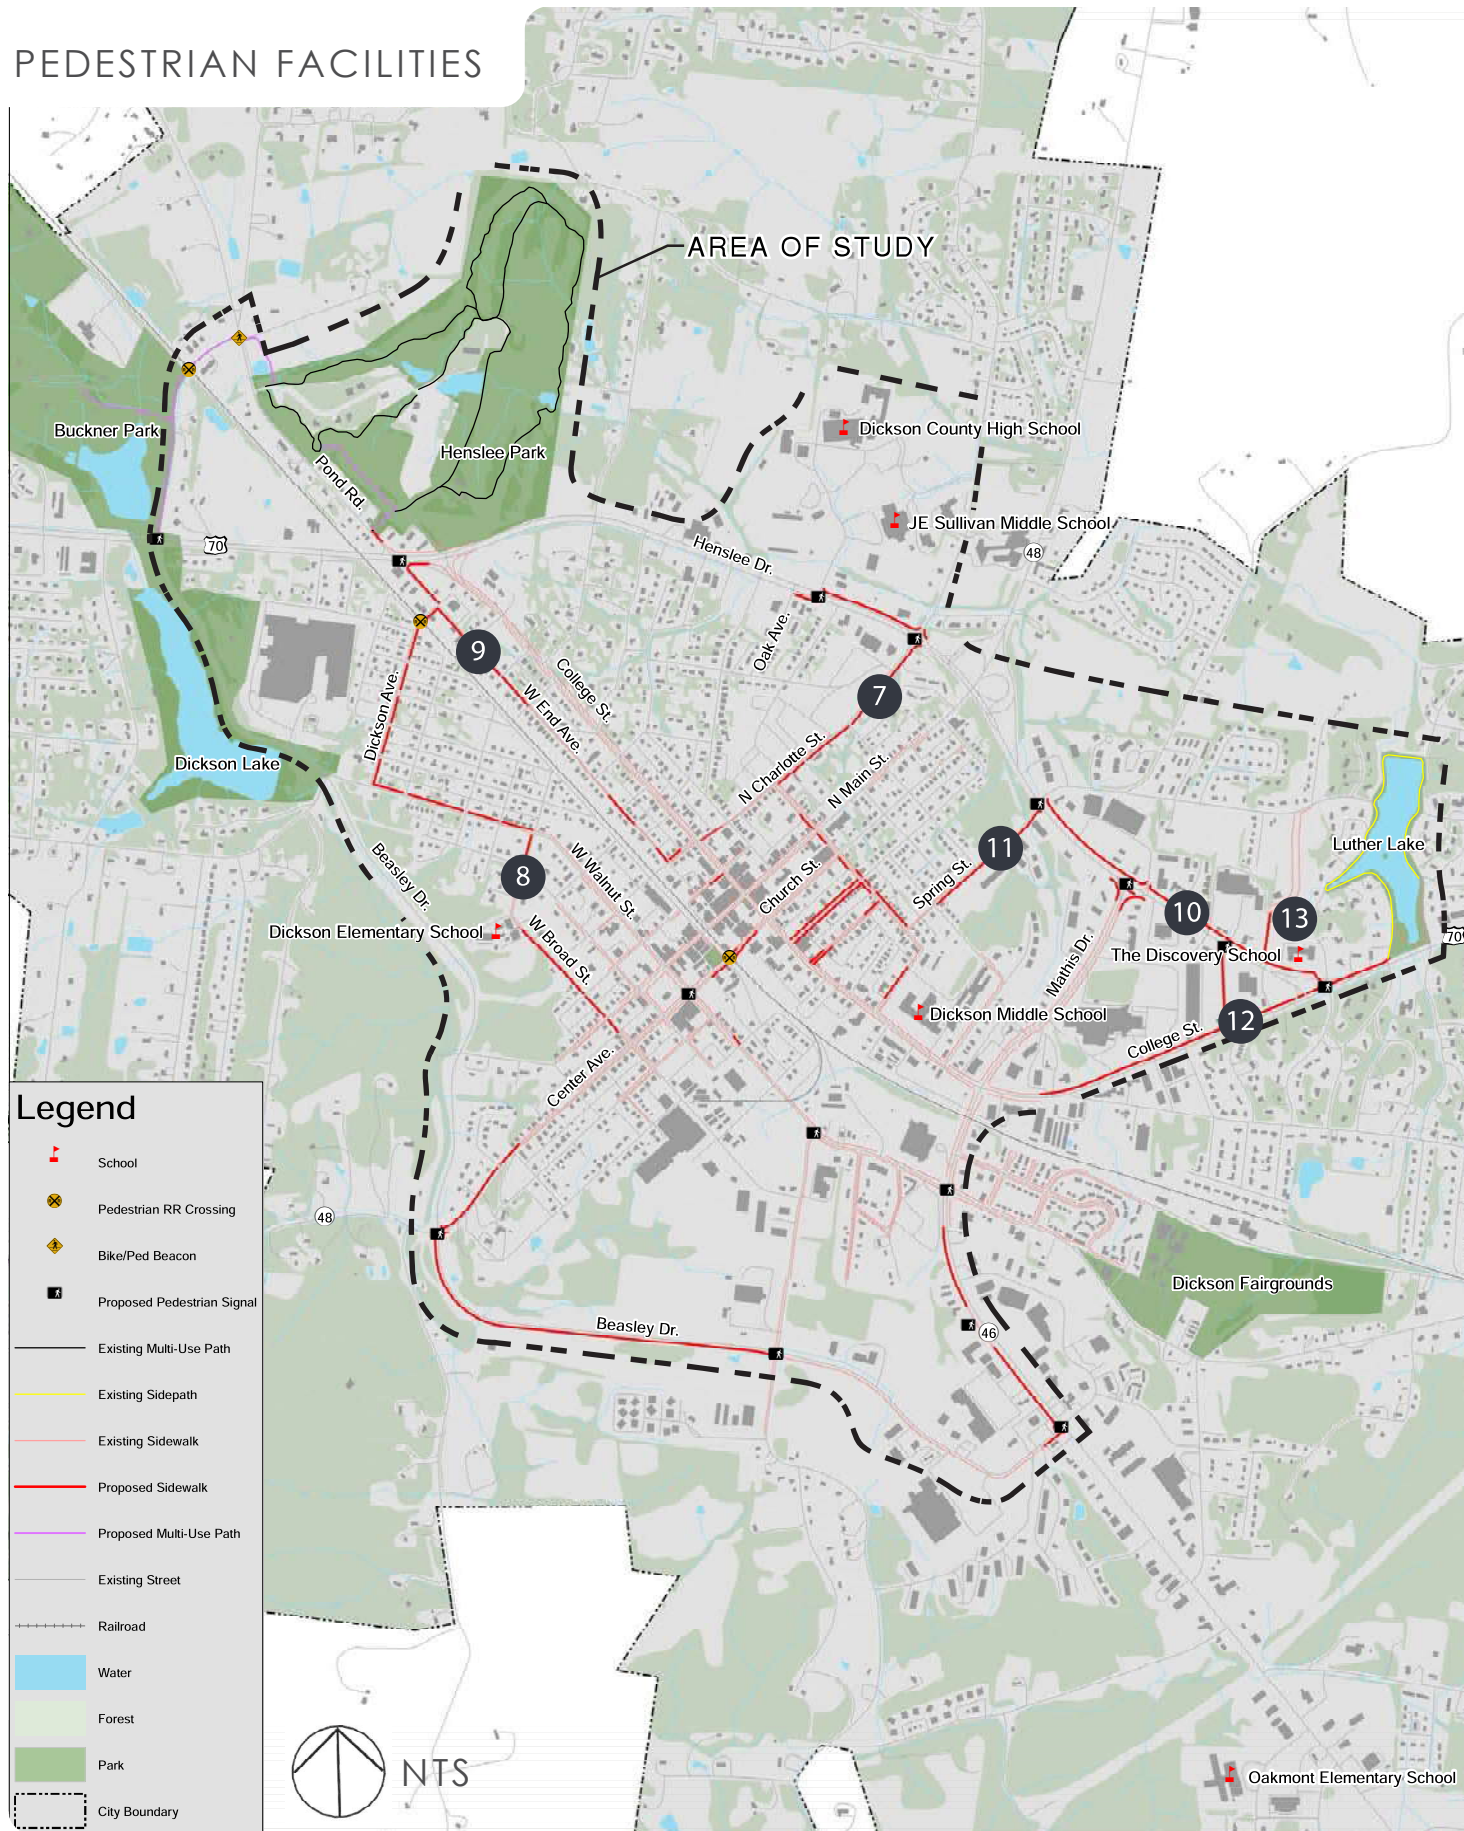 PEDESTRIAN FACILITIES
AREA OF STUDY
Buckner Park
Henslee Park
Pond Rd.
Dickson County High School
JE Sullivan Middle School
48
70
Henslee Dr.
Oak Ave.
9
7
College St.
W End Ave.
Dickson Ave.
Dickson Lake
N Charlotte St.
N Main St.
Luther Lake
11
8
Beasley Dr.
W Walnut St.
Church St.
Spring St.
10
13
Dickson Elementary School
W Broad St.
Mathis Dr.
The Discovery School
70
Dickson Middle School
12
College St.
Center Ave.
Legend
School
Pedestrian RR Crossing
Bike/Ped Beacon
Proposed Pedestrian Signal
Existing Multi-Use Path
Existing Sidepath
Existing Sidewalk
Proposed Sidewalk
Proposed Multi-Use Path
Existing Street
Railroad
Water
Forest
Park
City Boundary
48
Dickson Fairgrounds
Beasley Dr.
46
NTS
Oakmont Elementary School